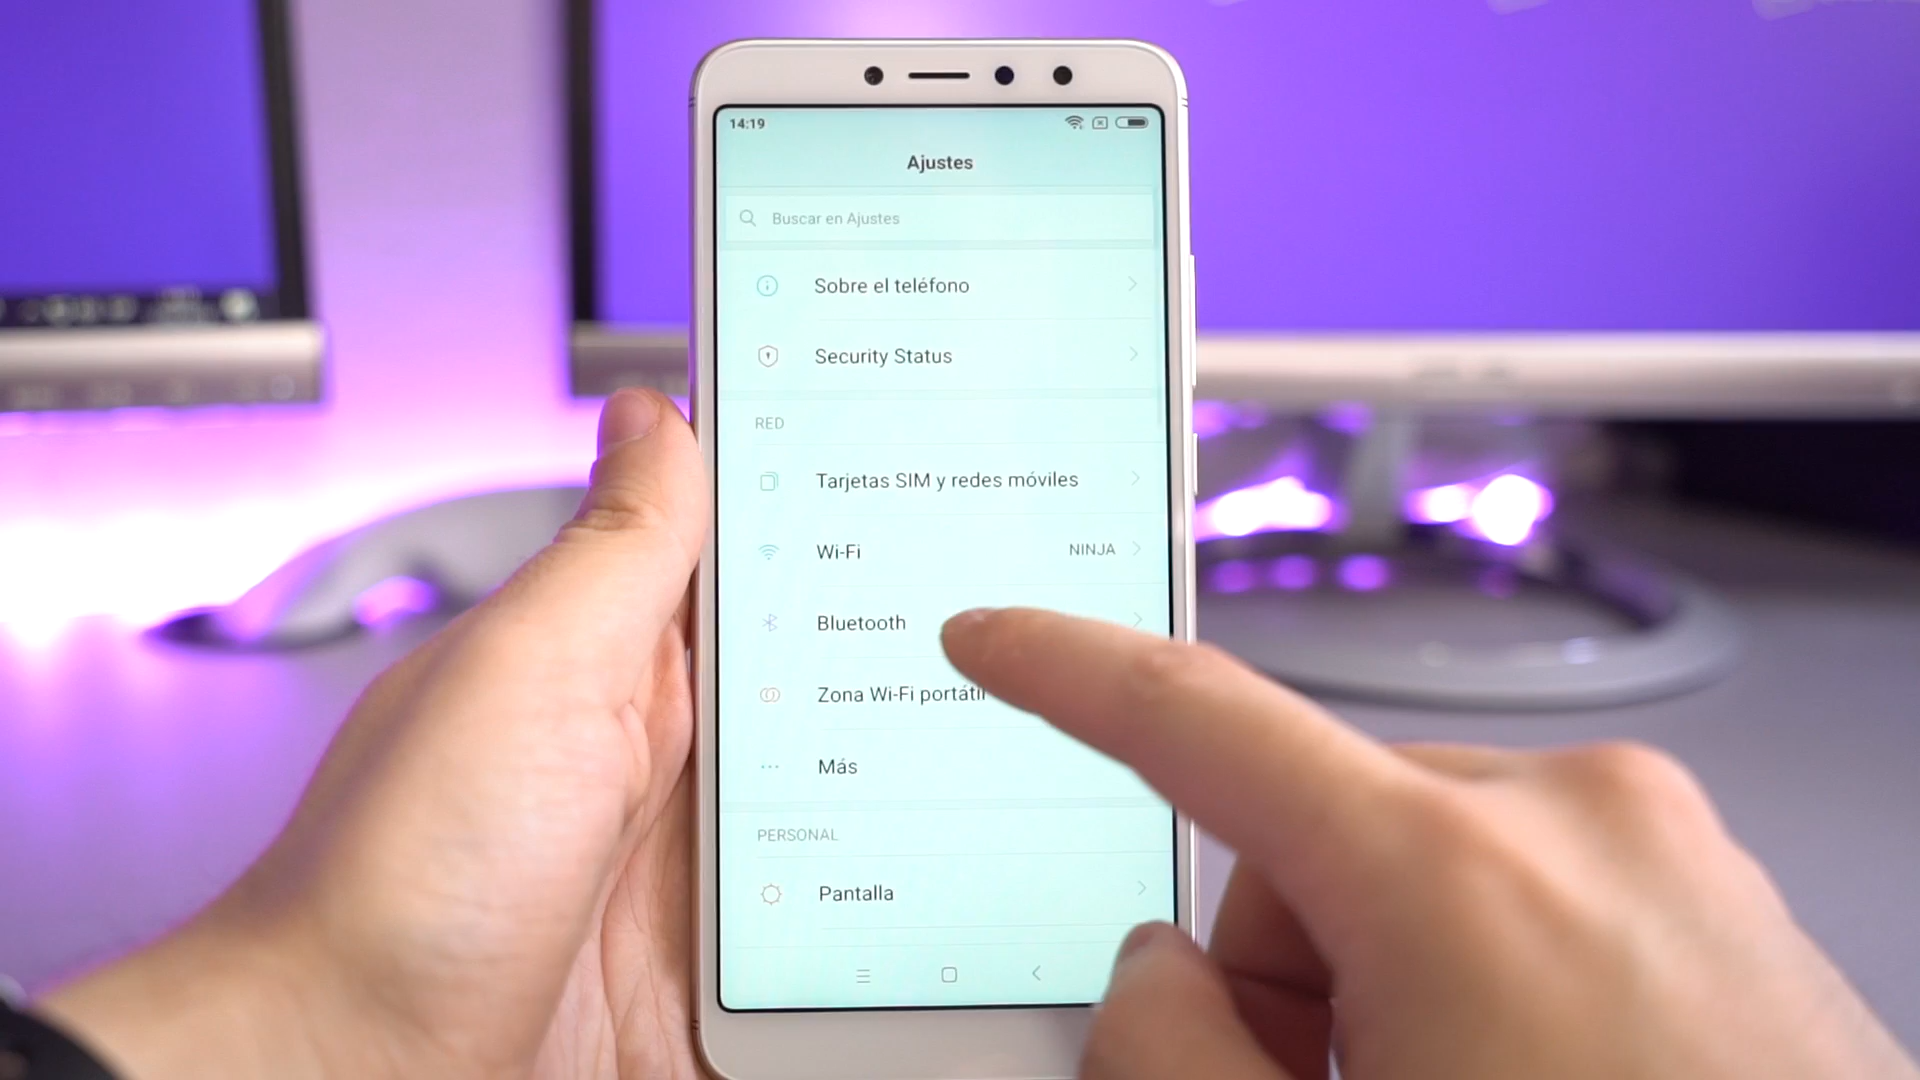 14:19
Ajustes
Buscar en Ajustes
Sobre el teléfono
Security Status
RED
Tarjetas SIM y redes móviles
Wi-Fi NINJA
Bluetooth
Zona Wi-Fi portátil
Más
PERSONAL
Pantalla